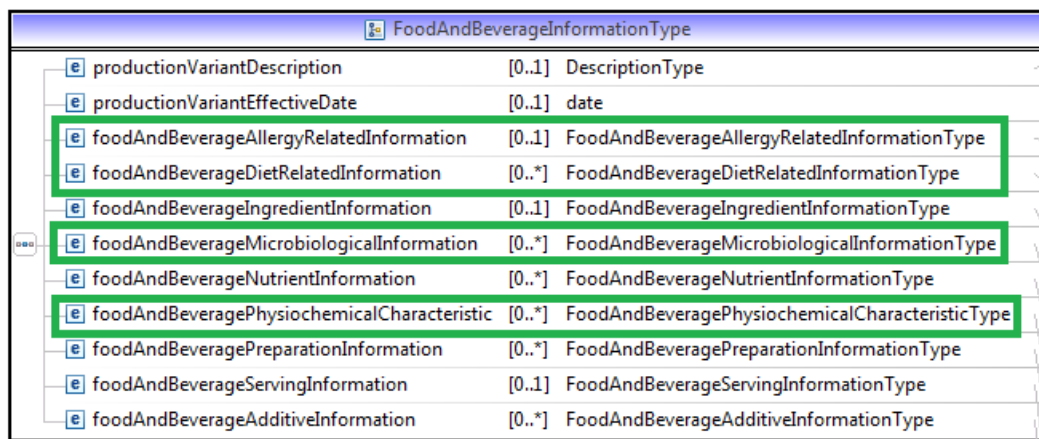 FoodAndBeverageInformationType
e productionVariantDescription [0..1] DescriptionType
e productionVariantEffectiveDate [0..1] date
e foodAndBeverageAllergyRelatedInformation [0..1] FoodAndBeverageAllergyRelatedInformationType
e foodAndBeverageDietRelatedInformation [0..*] FoodAndBeverageDietRelatedInformationType
e foodAndBeverageIngredientInformation [0..1] FoodAndBeverageIngredientInformationType
e foodAndBeverageMicrobiologicalInformation [0..*] FoodAndBeverageMicrobiologicalInformationType
e foodAndBeverageNutrientInformation [0..*] FoodAndBeverageNutrientInformationType
e foodAndBeveragePhysiochemicalCharacteristic [0..*] FoodAndBeveragePhysiochemicalCharacteristicType
e foodAndBeveragePreparationInformation [0..*] FoodAndBeveragePreparationInformationType
e foodAndBeverageServingInformation [0..1] FoodAndBeverageServingInformationType
e foodAndBeverageAdditiveInformation [0..*] FoodAndBeverageAdditiveInformationType